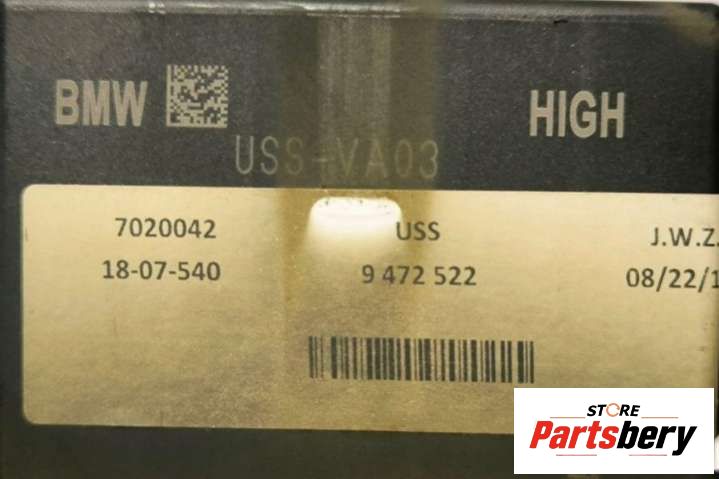 BMW HIGH
USS-VA03
7020042 USS J.W.Z.
18-07-540 9 472 522 08/22/1
STORE
Partsbery